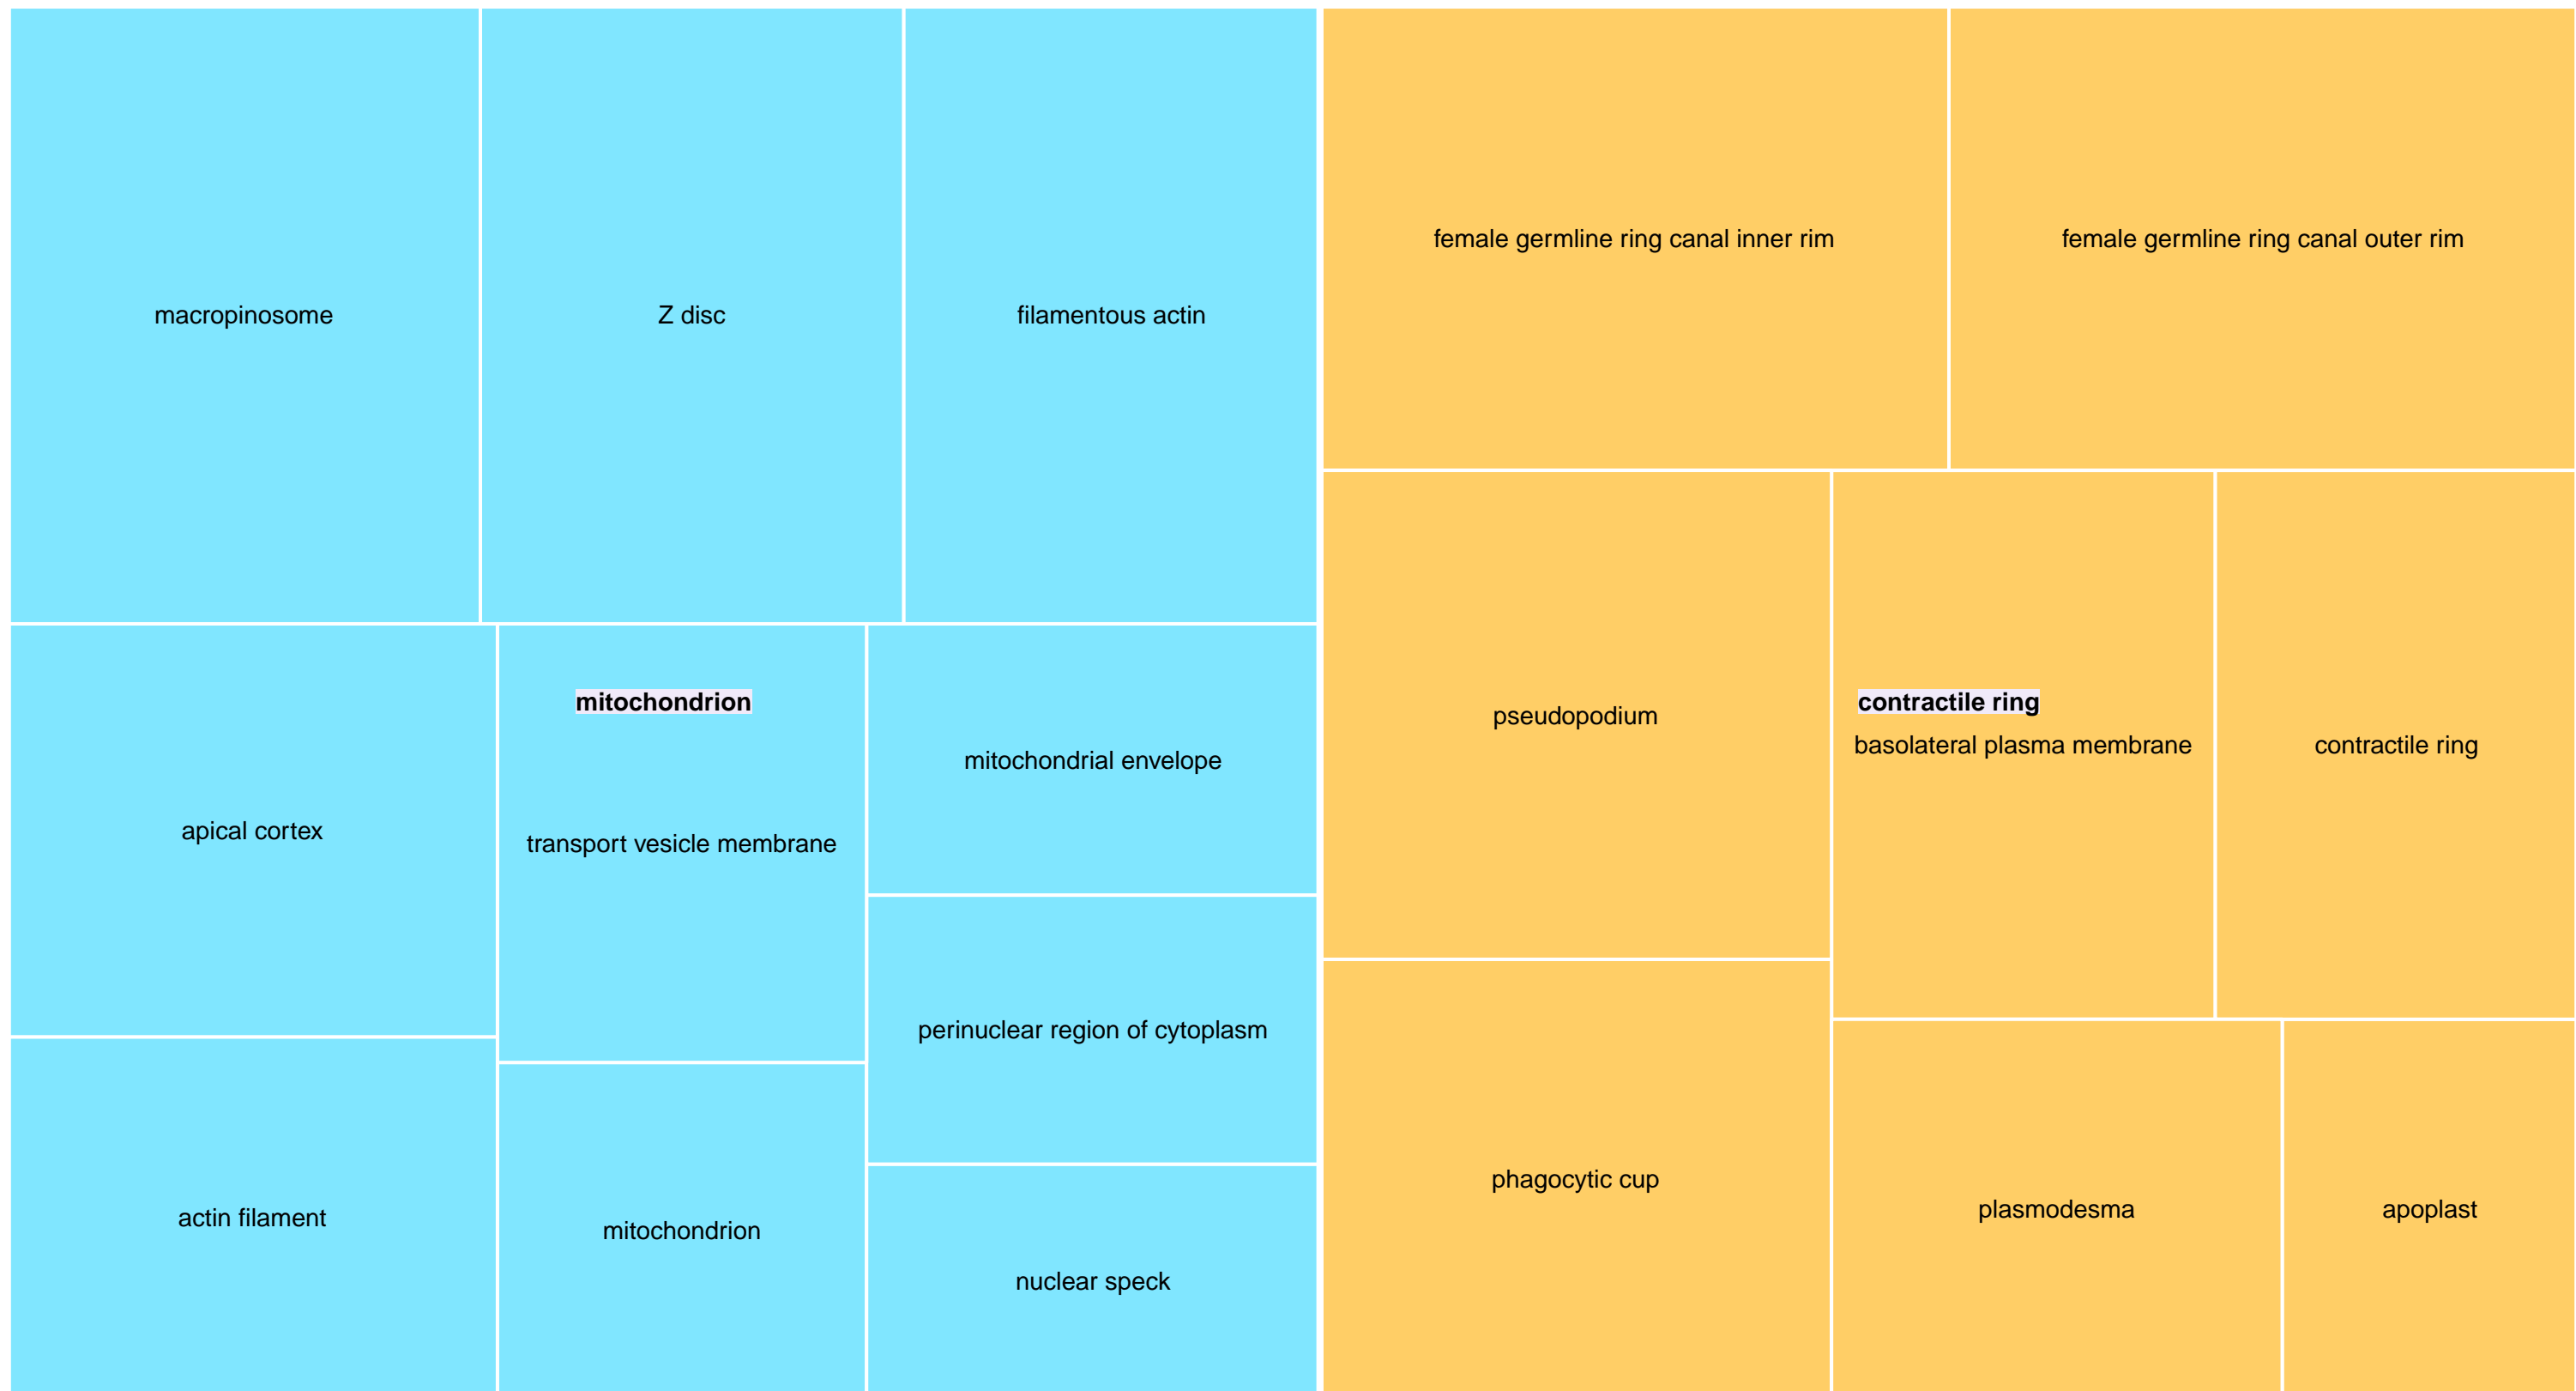 macropinosome
Z disc
filamentous actin
apical cortex
mitochondrion
transport vesicle membrane
mitochondrial envelope
perinuclear region of cytoplasm
actin filament
mitochondrion
nuclear speck
female germline ring canal inner rim
female germline ring canal outer rim
pseudopodium
contractile ring
basolateral plasma membrane
contractile ring
phagocytic cup
plasmodesma
apoplast